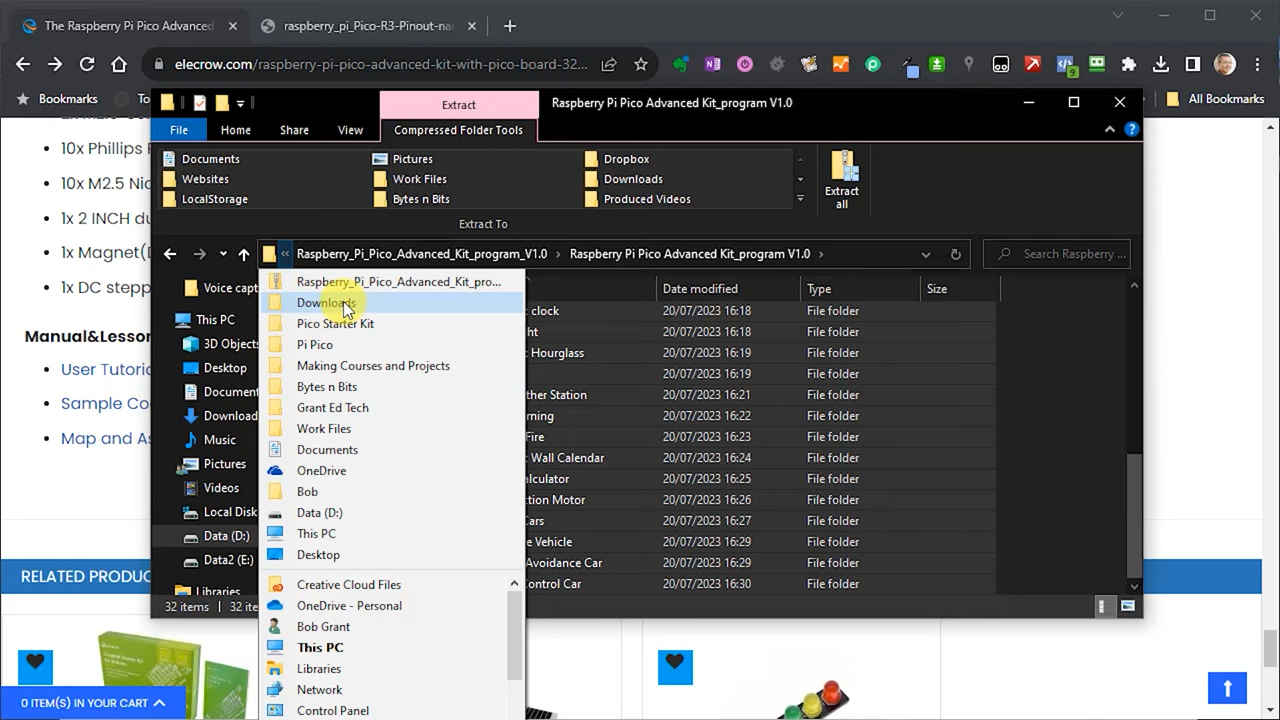 The Raspberry Pi Pico Advanced
raspberry_pi_Pico-R3-Pinout-na
elecrow.com/raspberry-pi-pico-advanced-kit-with-pico-board-32...
9
Bookmarks
To
All Bookmarks
10x Phillips
10x M2.5
1x 2 INCH du
1x Magnet(D
1x DC stepp
Manual&Lesso
User Tutoria
Sample Co
Map and As
RELATED PRODUC
0 ITEM(S) IN YOUR CART
Extract
Raspberry Pi Pico Advanced Kit_program V1.0
File
Home
Share
View
Compressed Folder Tools
Documents
Pictures
Dropbox
Websites
Work Files
Downloads
LocalStorage
Bytes n Bits
Produced Videos
Extract all
Extract To
Raspberry_Pi_Pico_Advanced_Kit_program_V1.0 › Raspberry Pi Pico Advanced Kit_program V1.0 ›
Search Raspberry ...
Voice capt
This PC
3D Objects
Desktop
Document
Download
Music
Pictures
Videos
Local Disk
Data (D:)
Data2 (E:)
Libraries
32 items
32 ite
Raspberry_Pi_Pico_Advanced_Kit_pro...
Downloads
Pico Starter Kit
Pi Pico
Making Courses and Projects
Bytes n Bits
Grant Ed Tech
Work Files
Documents
OneDrive
Bob
Data (D:)
This PC
Desktop
Creative Cloud Files
OneDrive - Personal
Bob Grant
This PC
Libraries
Network
Control Panel
Date modified
Type
Size
clock 20/07/2023 16:18 File folder
ht 20/07/2023 16:18 File folder
Hourglass 20/07/2023 16:19 File folder
20/07/2023 16:19 File folder
ther Station 20/07/2023 16:21 File folder
rning 20/07/2023 16:22 File folder
Fire 20/07/2023 16:23 File folder
Wall Calendar 20/07/2023 16:24 File folder
alculator 20/07/2023 16:25 File folder
ction Motor 20/07/2023 16:26 File folder
Cars 20/07/2023 16:27 File folder
e Vehicle 20/07/2023 16:29 File folder
Avoidance Car 20/07/2023 16:29 File folder
Control Car 20/07/2023 16:30 File folder